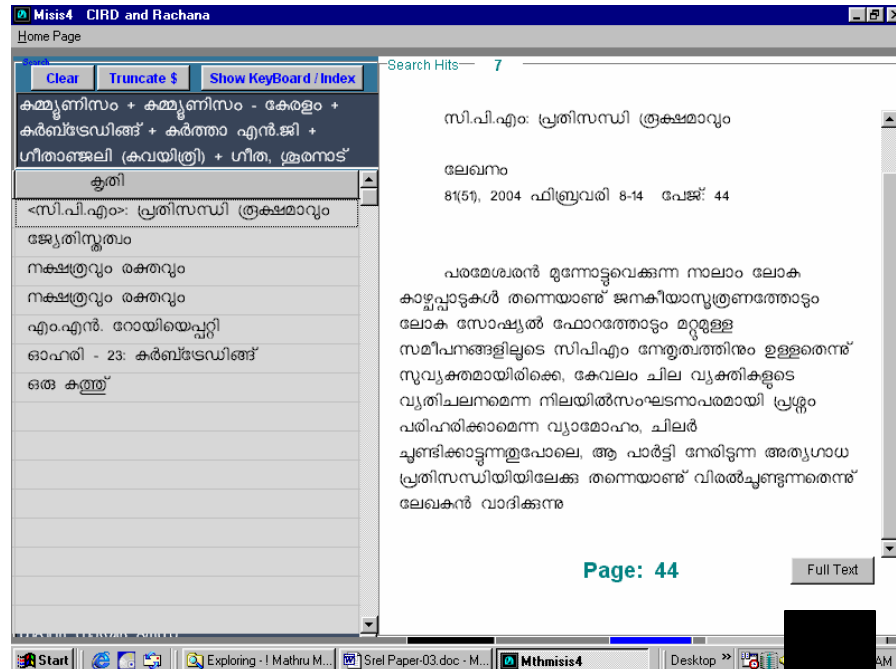 Misis4 CIRD and Rachana
Home Page
Search
Clear Truncate $ Show KeyBoard / Index
കമ്മ്യൂണിസം + കമ്മ്യൂണിസം - കേരളം +
കർബ്‌ട്രേഡിങ്ങ് + കർത്താ എൻ.ജി +
ഗീതാഞ്ജലി (കവയിത്രി) + ഗീത, ശൂരനാട്
കൃതി
<സി.പി.എം>: പ്രതിസന്ധി രൂക്ഷമാവും
ജ്യേതിസ്തത്വം
നക്ഷത്രവും രക്തവും
നക്ഷത്രവും രക്തവും
എം.എൻ. റോയിയെപ്പറ്റി
ഓഹരി - 23: കർബ്‌ട്രേഡിങ്ങ്
ഒരു കത്ത്
Search Hits 7
സി.പി.എം: പ്രതിസന്ധി രൂക്ഷമാവും
ലേഖനം
81(51), 2004 ഫിബ്രവരി 8-14 പേജ്: 44
പരമേശ്വരൻ മുന്നോട്ടുവെക്കുന്ന നാലാം ലോക
കാഴ്ചപ്പാടുകൾ തന്നെയാണു് ജനകീയാസൂത്രണത്തോടും
ലോക സോഷ്യൽ ഫോറത്തോടും മറ്റുമുള്ള
സമീപനങ്ങളിലൂടെ സിപിഎം നേതൃത്വത്തിനും ഉള്ളതെന്നു്
സുവ്യക്തമായിരിക്കെ, കേവലം ചില വ്യക്തികളുടെ
വ്യതിചലനമെന്ന നിലയിൽസംഘടനാപരമായി പ്രശ്നം
പരിഹരിക്കാമെന്ന വ്യാമോഹം, ചിലർ
ചൂണ്ടിക്കാട്ടുന്നതുപോലെ, ആ പാർട്ടി നേരിടുന്ന അത്യഗാധ
പ്രതിസന്ധിയിയിലേക്കു തന്നെയാണു് വിരൽചൂണ്ടുന്നതെന്നു്
ലേഖകൻ വാദിക്കുന്നു
Page: 44
Full Text
Start Exploring - ! Mathru M... Srel Paper-03.doc - M... Mthmisis4 Desktop » AM